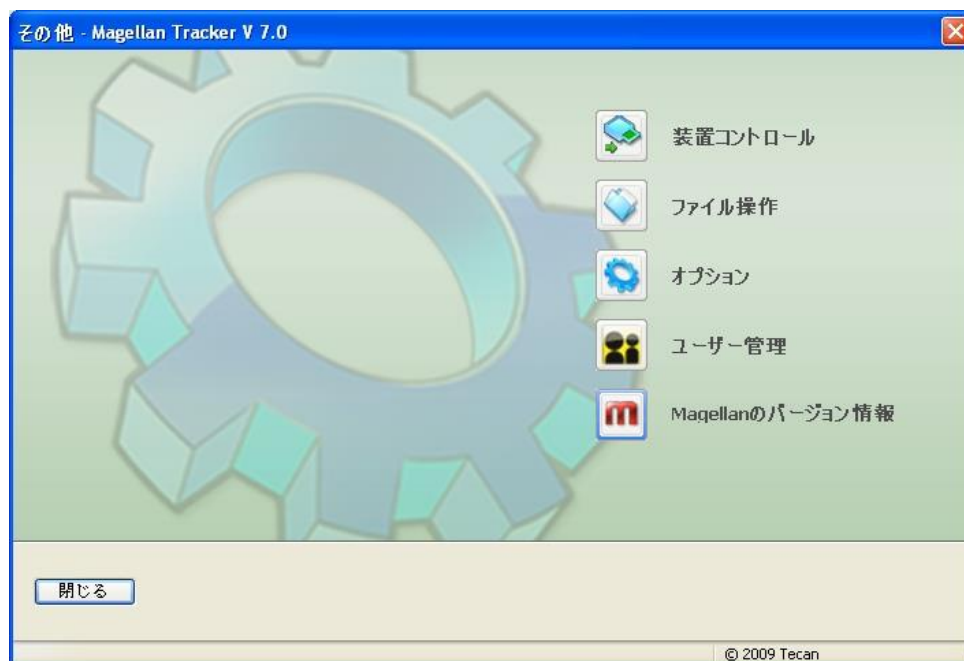 その他 - Magellan Tracker V 7.0
装置コントロール
ファイル操作
オプション
ユーザー管理
m
Magellanのバージョン情報
閉じる
© 2009 Tecan